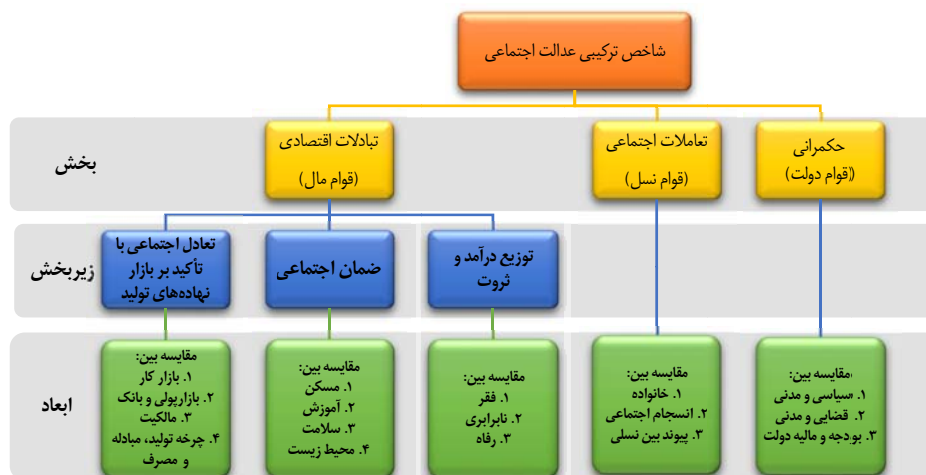 شاخص ترکیبی عدالت اجتماعی
بخش
حکمرانی
(قوام دولت)
تعاملات اجتماعی
(قوام نسل)
تبادلات اقتصادی
(قوام مال)
زیربخش
توزیع درآمد و
ثروت
ضمان اجتماعی
تعادل اجتماعی با
تأکید بر بازار
نهاده‌های تولید
ابعاد
مقایسه بین:
۱. سیاسی و مدنی
۲. قضایی و مدنی
۳. بودجه و مالیه دولت
مقایسه بین:
۱. خانواده
۲. انسجام اجتماعی
۳. پیوند بین نسلی
مقایسه بین:
۱. فقر
۲. نابرابری
۳. رفاه
مقایسه بین:
۱. مسکن
۲. آموزش
۳. سلامت
۴. محیط زیست
مقایسه بین:
۱. بازار کار
۲. بازارپولی و بانک
۳. مالکیت
۴. چرخه تولید، مبادله
و مصرف